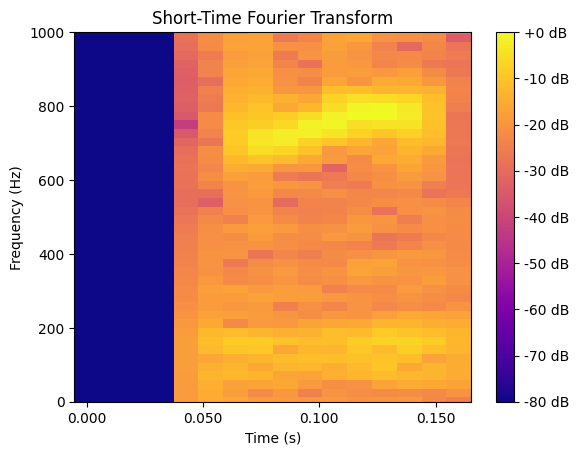 Short-Time Fourier Transform
1000
800
600
400
200
0
Frequency (Hz)
0.000
0.050
0.100
0.150
Time (s)
+0 dB
-10 dB
-20 dB
-30 dB
-40 dB
-50 dB
-60 dB
-70 dB
-80 dB